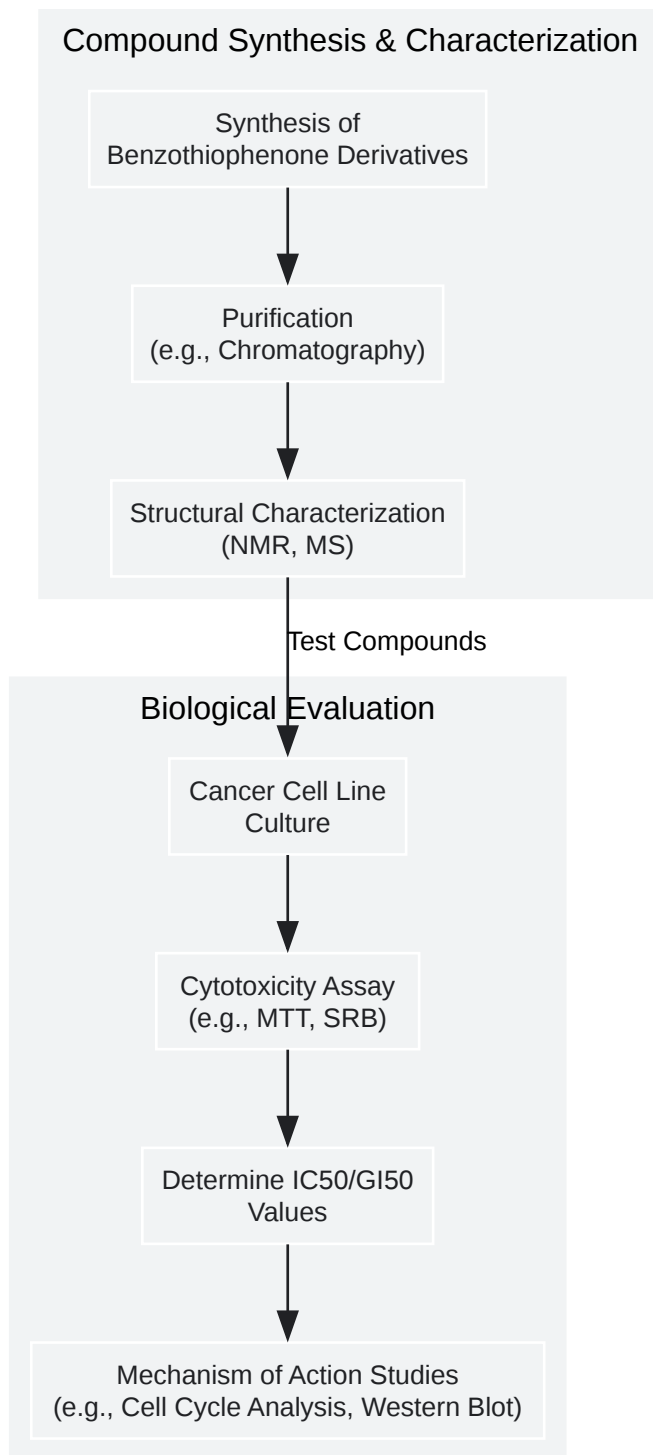 Compound Synthesis & Characterization
Synthesis of
Benzothiophenone Derivatives
Purification
(e.g., Chromatography)
Structural Characterization
(NMR, MS)
Test Compounds
Biological Evaluation
Cancer Cell Line
Culture
Cytotoxicity Assay
(e.g., MTT, SRB)
Determine IC50/GI50
Values
Mechanism of Action Studies
(e.g., Cell Cycle Analysis, Western Blot)